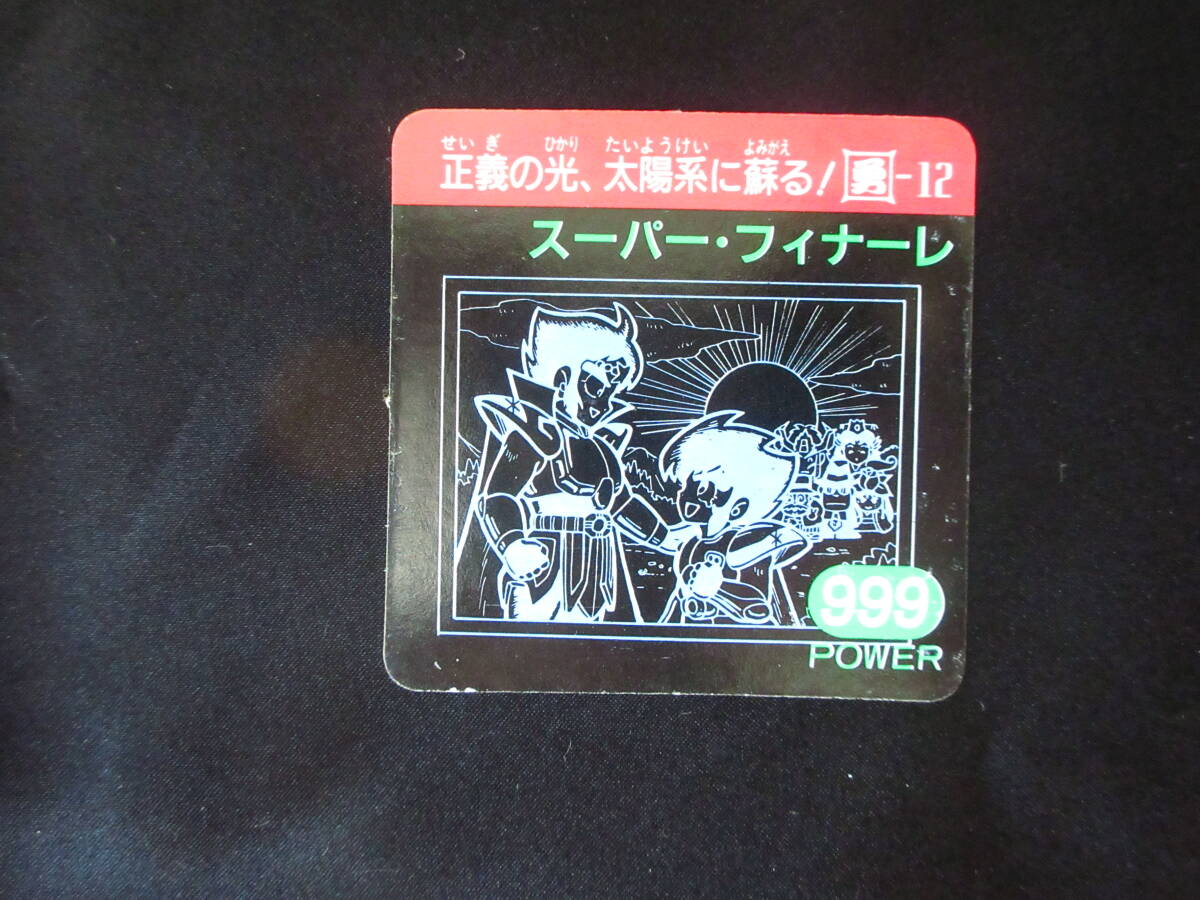 せいぎ ひかり たいようけい よみがえ
正義の光、太陽系に蘇る! 勇-12
スーパー・フィナーレ
999
POWER